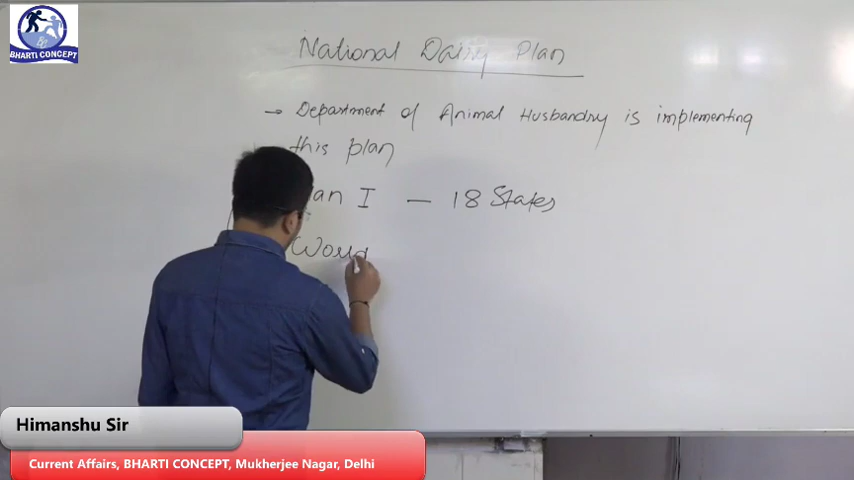 BHARTI CONCEPT
National Dairy Plan
→ Department of Animal Husbandry is implementing
this plan
an I — 18 States
World
Himanshu Sir
Current Affairs, BHARTI CONCEPT, Mukherjee Nagar, Delhi